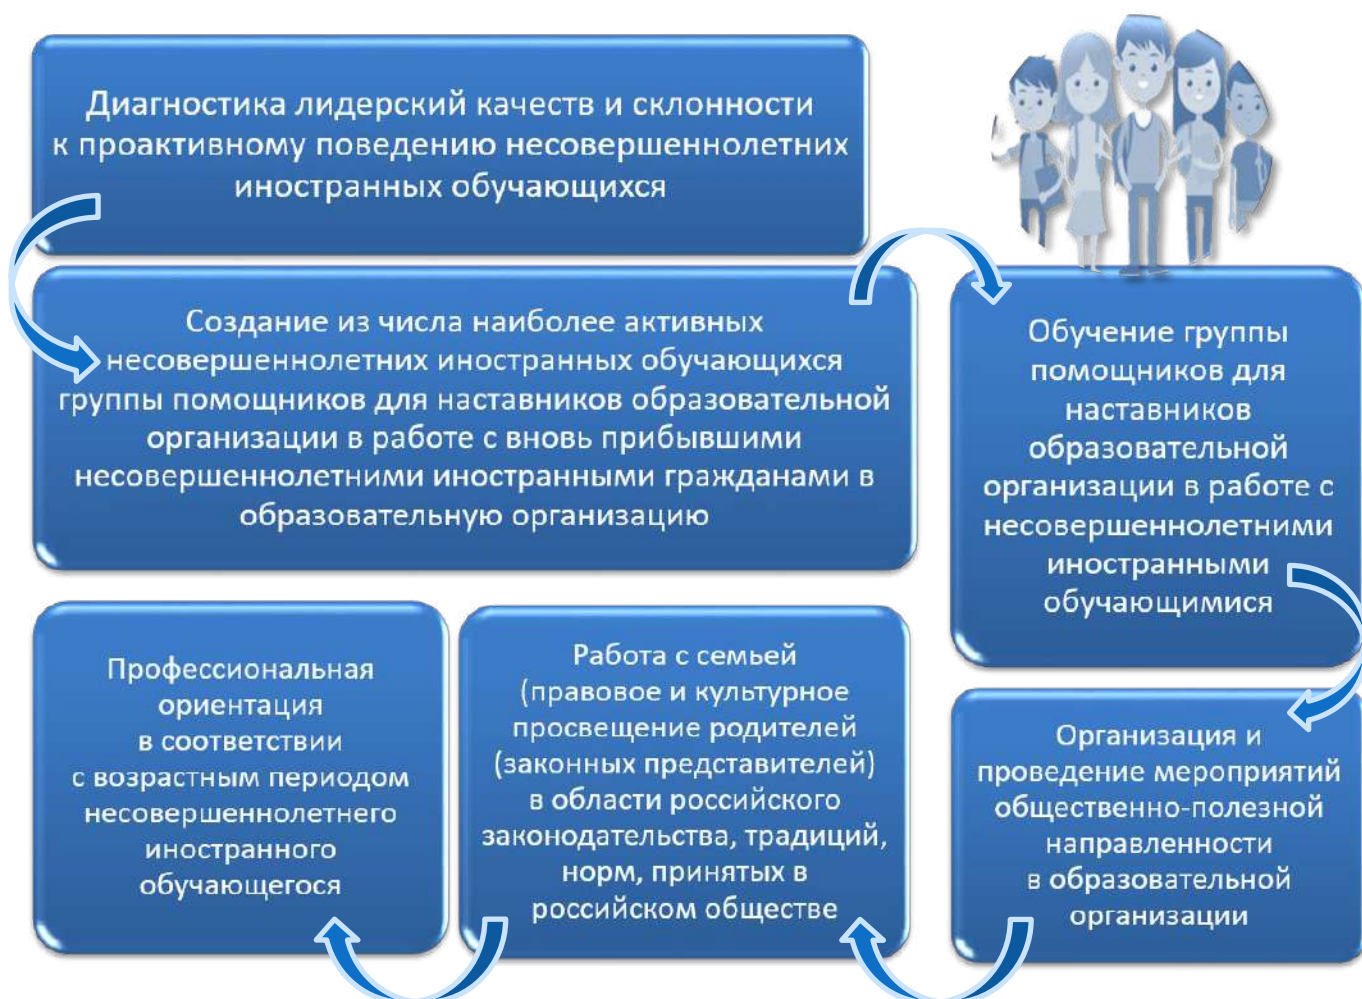 Диагностика лидерский качеств и склонности
к проактивному поведению несовершеннолетних
иностранных обучающихся
Создание из числа наиболее активных
несовершеннолетних иностранных обучающихся
группы помощников для наставников образовательной
организации в работе с вновь прибывшими
несовершеннолетними иностранными гражданами в
образовательную организацию
Обучение группы
помощников для
наставников
образовательной
организации в работе с
несовершеннолетними
иностранными
обучающимися
Организация и
проведение мероприятий
общественно-полезной
направленности
в образовательной
организации
Работа с семьей
(правовое и культурное
просвещение родителей
(законных представителей)
в области российского
законодательства, традиций,
норм, принятых в
российском обществе
Профессиональная
ориентация
в соответствии
с возрастным периодом
несовершеннолетнего
иностранного
обучающегося